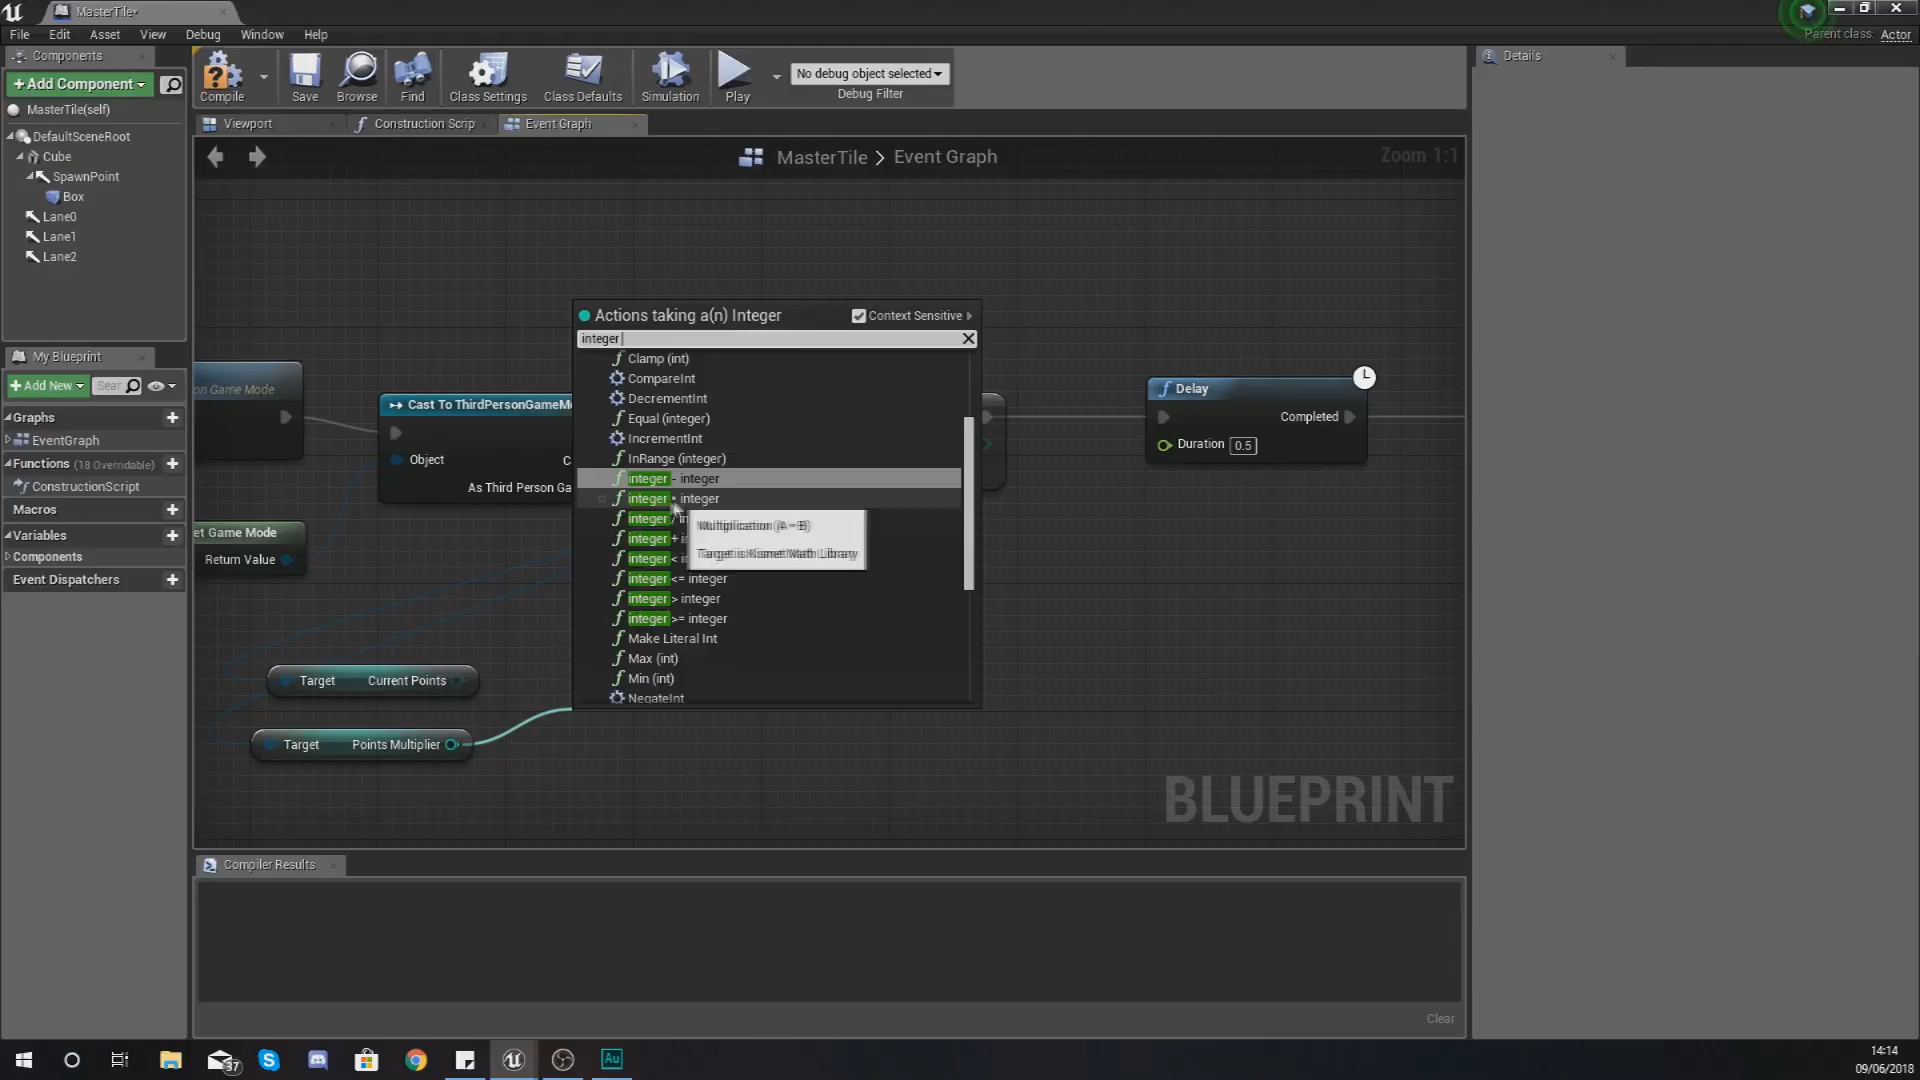 MasterTile*
File Edit Asset View Debug Window Help
Parent class: Actor
Components
+Add Component
MasterTile(self)
DefaultSceneRoot
Cube
SpawnPoint
Box
Lane0
Lane1
Lane2
Compile
Save
Browse
Find
Class Settings
Class Defaults
Simulation
Play
No debug object selected
Debug Filter
Details
Viewport
Construction Scrip
Event Graph
MasterTile > Event Graph
Zoom 1:1
My Blueprint
+Add New
Sear
Graphs
EventGraph
Functions (18 Overridable)
ConstructionScript
Macros
Variables
Components
Event Dispatchers
on Game Mode
Cast To ThirdPersonGameM
Object
As Third Person Ga
et Game Mode
Return Value
Target Current Points
Target Points Multiplier
Actions taking a(n) Integer
Context Sensitive
integer
Clamp (int)
CompareInt
DecrementInt
Equal (integer)
IncrementInt
InRange (integer)
integer - integer
integer * integer
integer / in
integer + i
integer < i
integer <= integer
integer > integer
integer >= integer
Make Literal Int
Max (int)
Min (int)
NegateInt
Target is Kismet Math Library
Delay
Completed
Duration 0.5
BLUEPRINT
Compiler Results
Clear
37
Au
14:14
09/06/2018